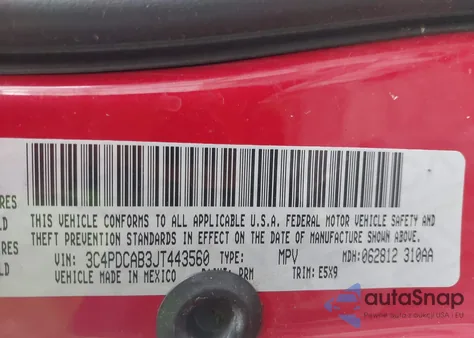 RES
LD
THIS VEHICLE CONFORMS TO ALL APPLICABLE U.S.A. FEDERAL MOTOR VEHICLE SAFETY AND
THEFT PREVENTION STANDARDS IN EFFECT ON THE DATE OF MANUFACTURE SHOWN ABOVE.
VIN: 3C4PDCAB3JT443560 TYPE: MPV MDH: 062812 310AA
VEHICLE MADE IN MEXICO PRM TRIM: E5X9
autoSnap